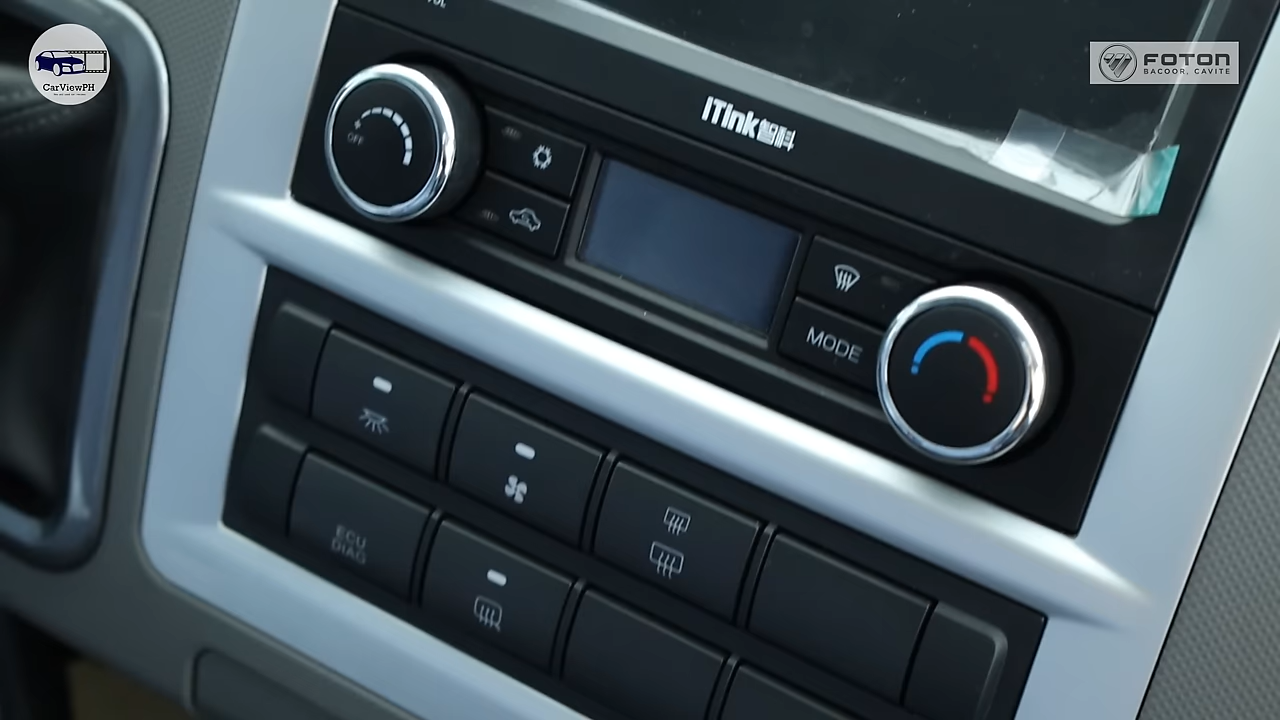 CarViewPH
FOTON
BACOOR, CAVITE
ITink智科
OFF
MODE
ECU
DIAG